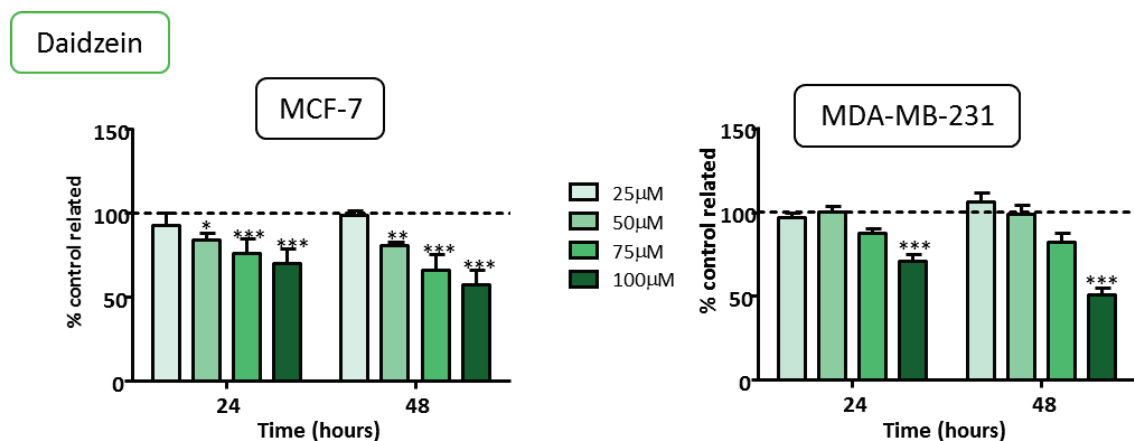 Daidzein
MCF-7
150
100
50
0
% control related
*
***
***
**
***
***
24
48
Time (hours)
25μM
50μM
75μM
100μM
MDA-MB-231
150
100
50
0
% control related
***
***
24
48
Time (hours)